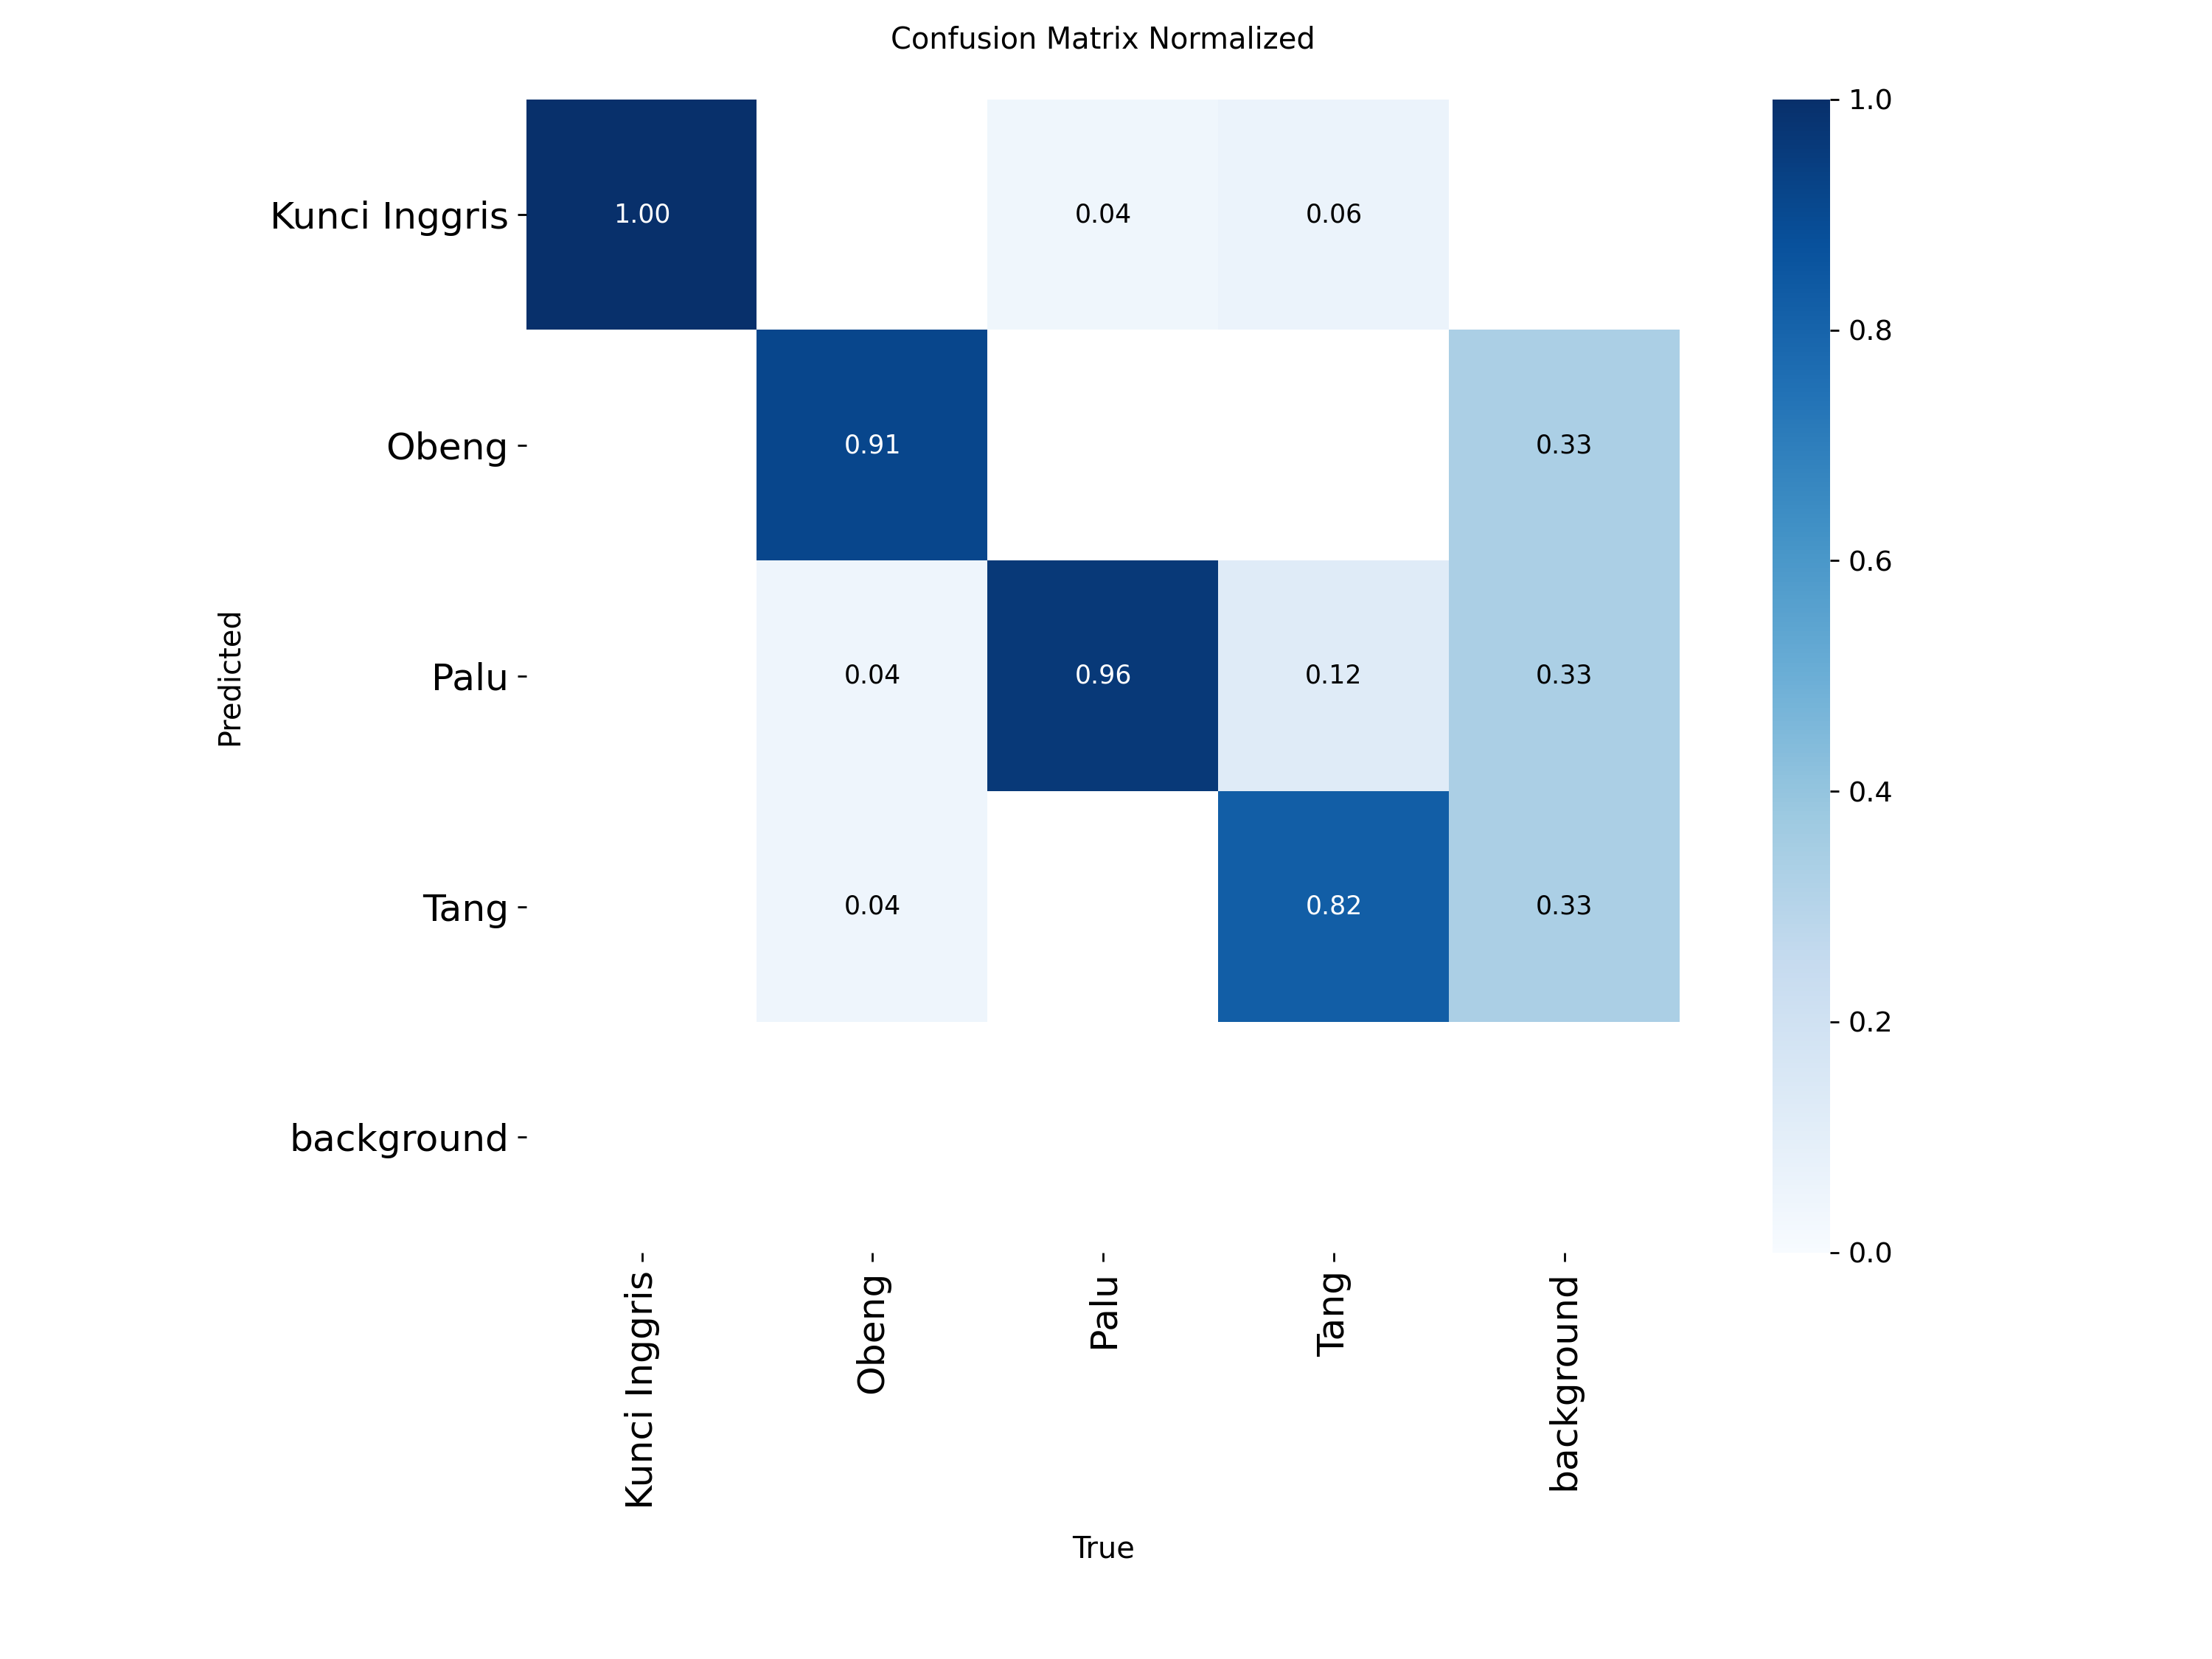 Confusion Matrix Normalized
Kunci Inggris
1.00
0.04
0.06
Obeng
0.91
0.33
Palu
0.04
0.96
0.12
0.33
Tang
0.04
0.82
0.33
background
Predicted
Kunci Inggris
Obeng
Palu
Tang
background
True
1.0
0.8
0.6
0.4
0.2
0.0